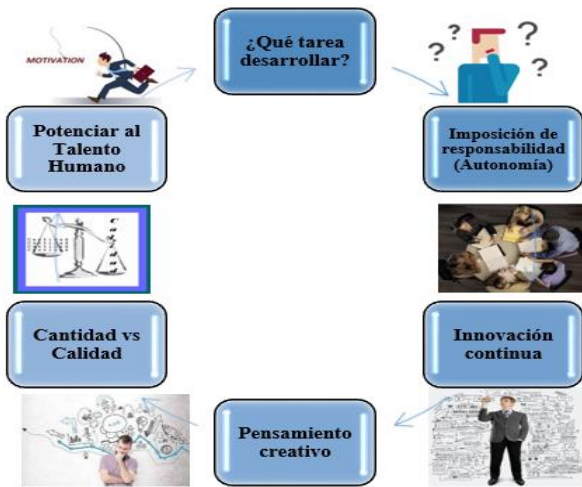 ¿Qué tarea
desarrollar?
MOTIVATION
? ? ? ?
Potenciar al
Talento
Humano
Imposición de
responsabilidad
(Autonomía)
Cantidad vs
Calidad
Innovación
continua
Pensamiento
creativo